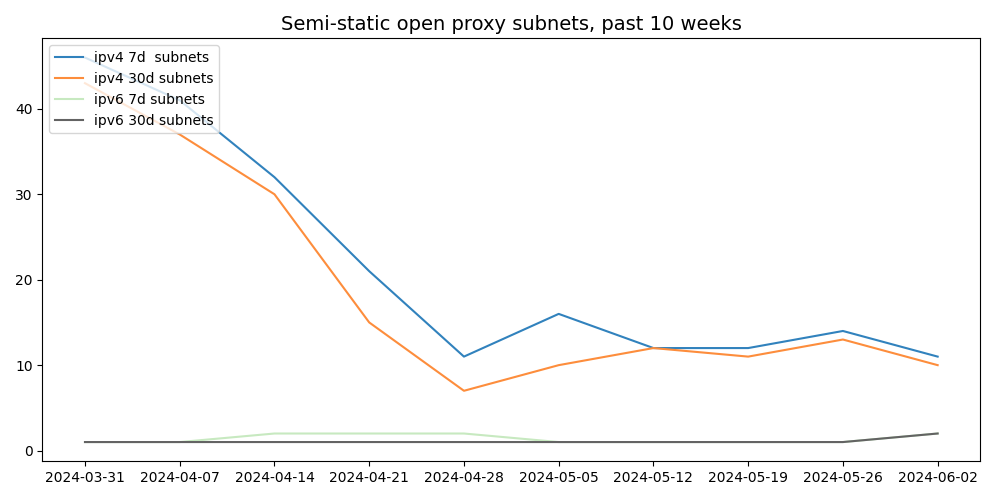 Semi-static open proxy subnets, past 10 weeks
ipv4 7d  subnets
ipv4 30d subnets
ipv6 7d subnets
ipv6 30d subnets
40
30
20
10
0
2024-03-31 2024-04-07 2024-04-14 2024-04-21 2024-04-28 2024-05-05 2024-05-12 2024-05-19 2024-05-26 2024-06-02